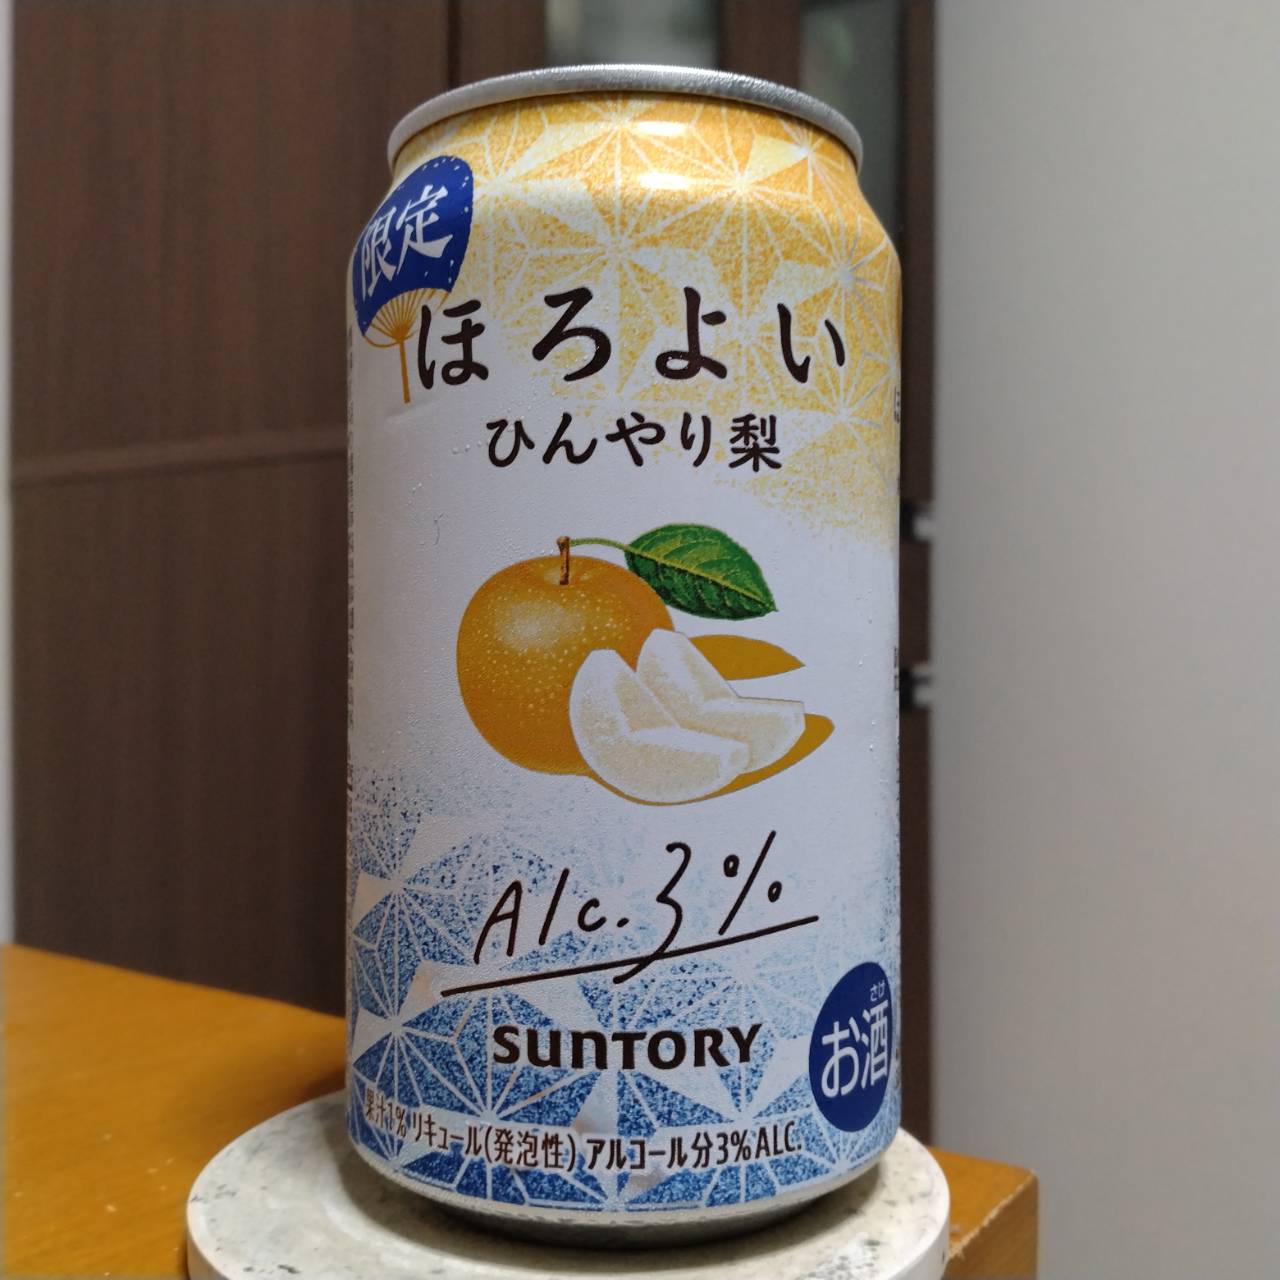 限定
ほろよい
ひんやり梨
Alc.3%
SUNTORY
さけ
お酒
果汁1% リキュール(発泡性) アルコール分3%ALC.